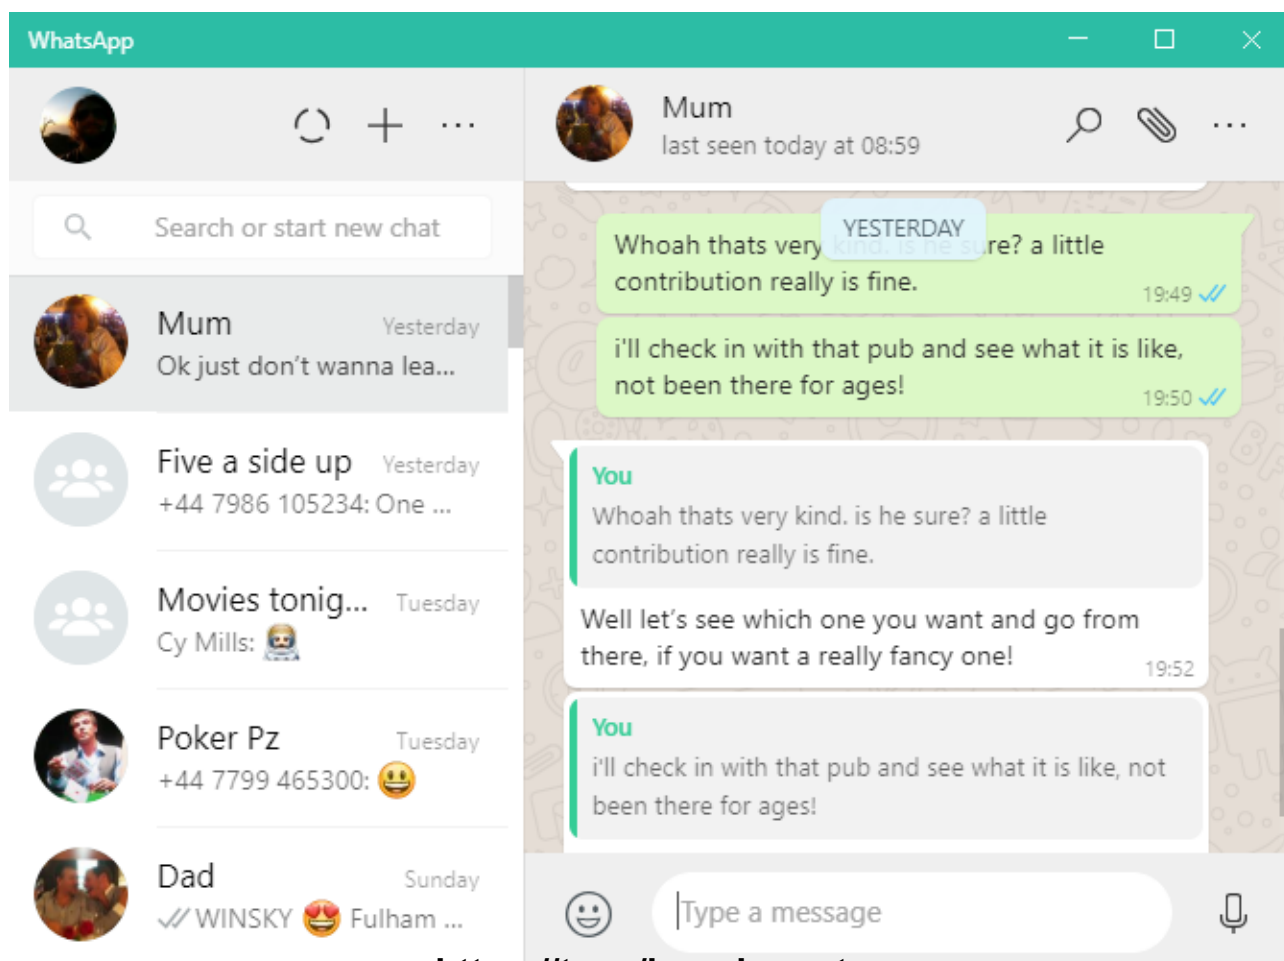 WhatsApp
Mum
last seen today at 08:59
Search or start new chat
Mum Yesterday
Ok just don’t wanna lea...
Five a side up Yesterday
+44 7986 105234: One ...
Movies tonig... Tuesday
Cy Mills:
Poker Pz Tuesday
+44 7799 465300:
Dad Sunday
WINSKY Fulham ...
YESTERDAY
Whoah thats very kind. is he sure? a little
contribution really is fine.
19:49
i'll check in with that pub and see what it is like,
not been there for ages!
19:50
You
Whoah thats very kind. is he sure? a little
contribution really is fine.
Well let’s see which one you want and go from
there, if you want a really fancy one!
19:52
You
i'll check in with that pub and see what it is like, not
been there for ages!
Type a message